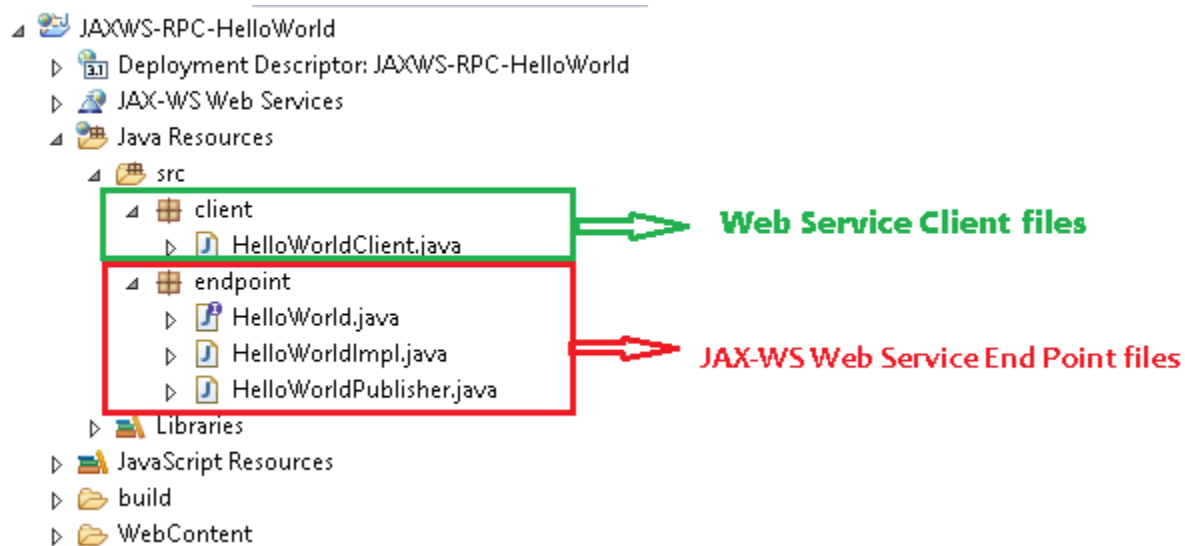 JAXWS-RPC-HelloWorld
3.1 Deployment Descriptor: JAXWS-RPC-HelloWorld
JAX-WS Web Services
Java Resources
src
client
Web Service Client files
HelloWorldClient.java
endpoint
HelloWorld.java
HelloWorldImpl.java
JAX-WS Web Service End Point files
HelloWorldPublisher.java
Libraries
JavaScript Resources
build
WebContent